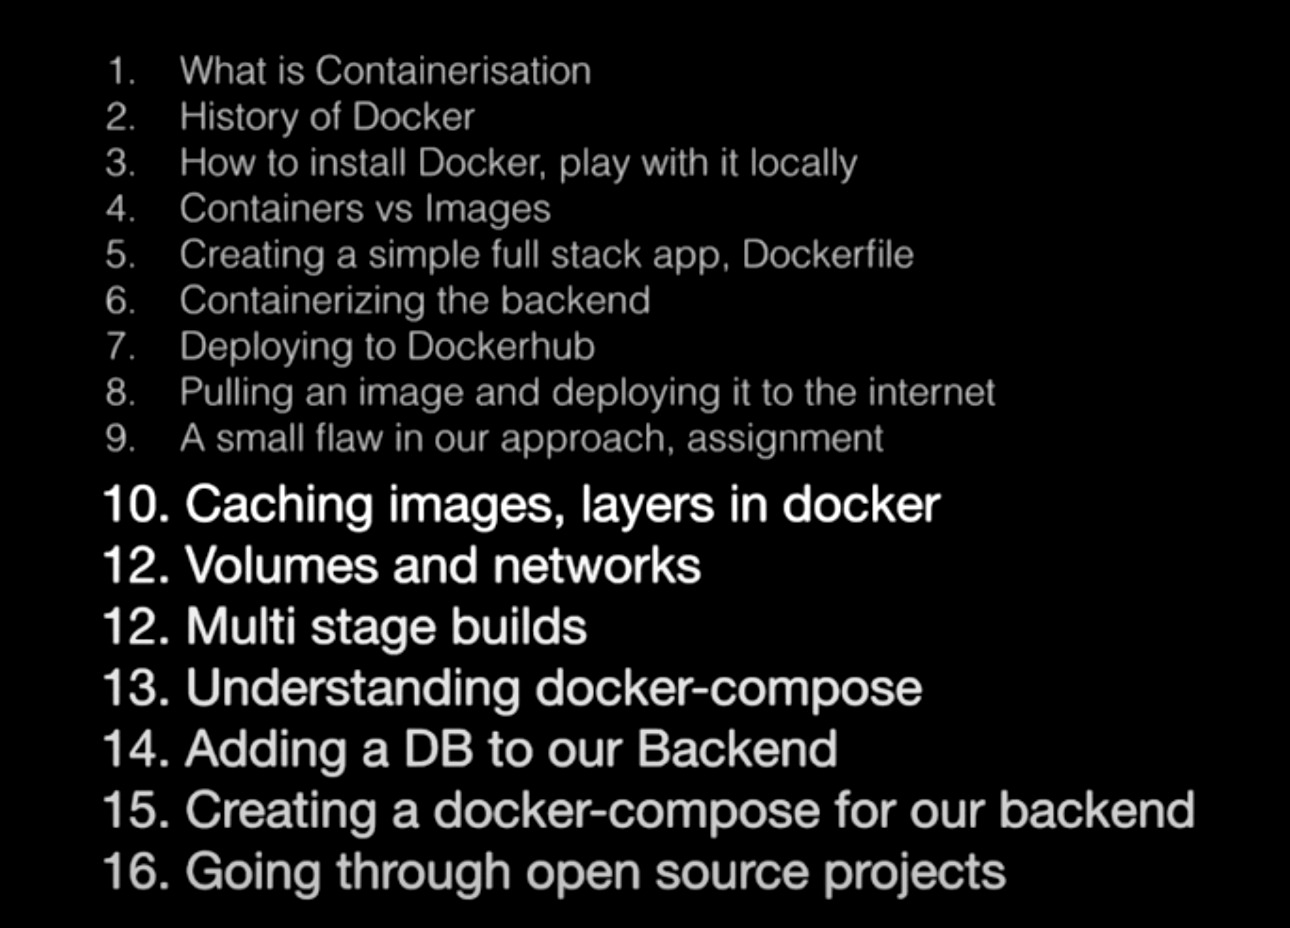 1. What is Containerisation
2. History of Docker
3. How to install Docker, play with it locally
4. Containers vs Images
5. Creating a simple full stack app, Dockerfile
6. Containerizing the backend
7. Deploying to Dockerhub
8. Pulling an image and deploying it to the internet
9. A small flaw in our approach, assignment
10. Caching images, layers in docker
12. Volumes and networks
12. Multi stage builds
13. Understanding docker-compose
14. Adding a DB to our Backend
15. Creating a docker-compose for our backend
16. Going through open source projects